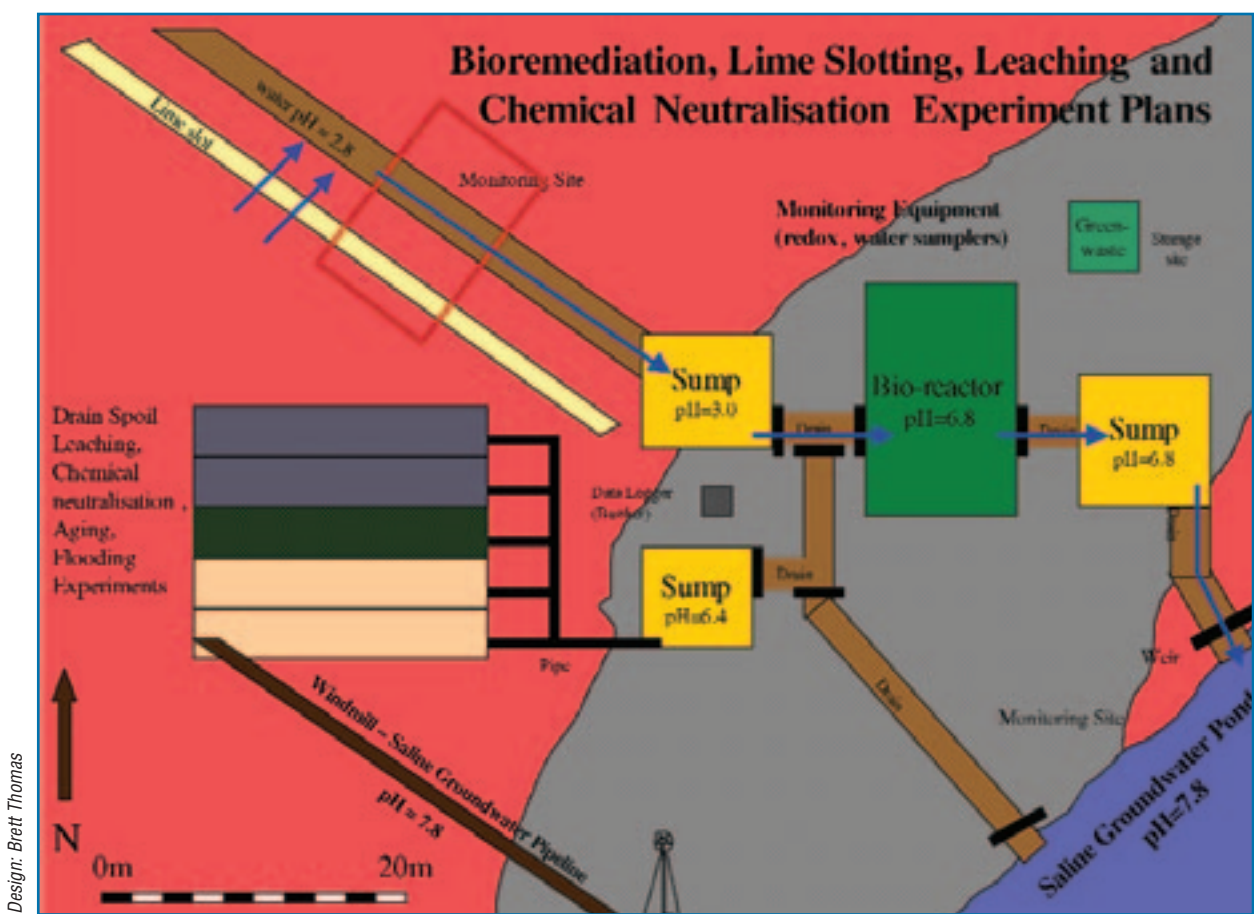 Bioremediation, Lime Slotting, Leaching and
Chemical Neutralisation Experiment Plans
Lime slot
water pH = 2.8
Monitoring Site
Monitoring Equipment
(redox, water samplers)
Green-
waste
Storage
site
Sump
pH=3.0
Drain
Bio-reactor
pH=6.8
Drain
Sump
pH=6.8
Drain
Drain Spoil
Leaching,
Chemical
neutralisation,
Aging,
Flooding
Experiments
Data Logger
Sump
pH=6.4
Drain
Pipe
Drain
Weir
Monitoring Site
Windmill - Saline Groundwater Pipeline
pH = 7.8
Saline Groundwater Pond
pH=7.8
N
0m
20m
Design: Brett Thomas